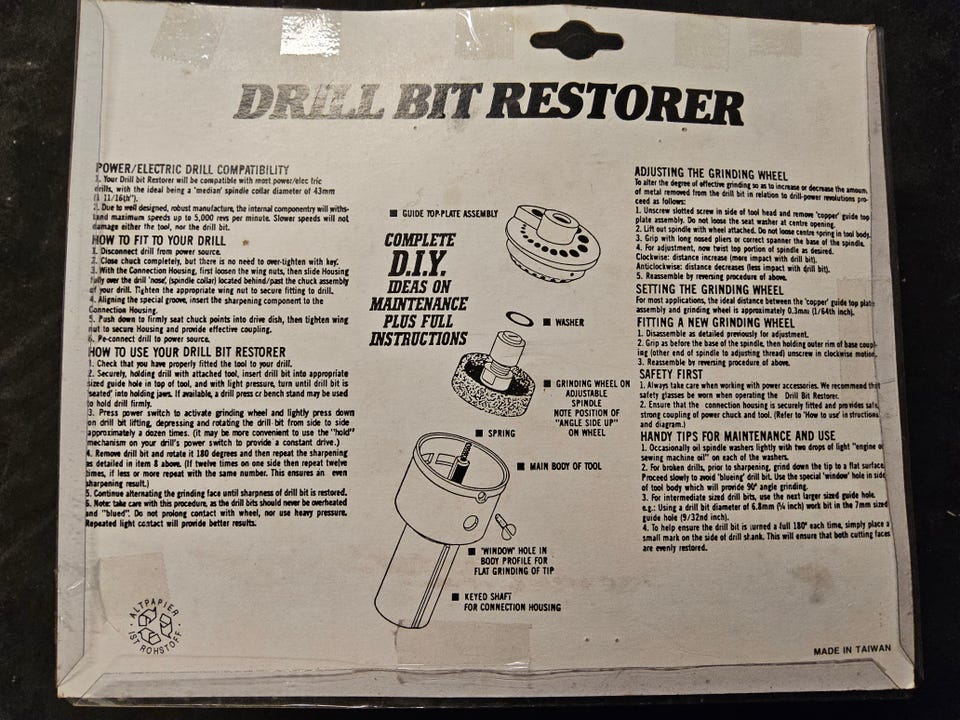 DRILL BIT RESTORER
POWER/ELECTRIC DRILL COMPATIBILITY
1. Your Drill bit Restorer will be compatible with most power/elec tric
drills, with the ideal being a 'median' spindle collar diameter of 43mm
(1 11/16th").
2. Due to well designed, robust manufacture, the internal componentry will withs-
tand maximum speeds up to 5,000 revs per minute. Slower speeds will not
damage either the tool, nor the drill bit.
HOW TO FIT TO YOUR DRILL
1. Disconnect drill from power source.
2. Close chuck completely, but there is no need to over-tighten with key.
3. With the Connection Housing, first loosen the wing nuts, then slide Housing
fully over the drill 'nose', (spindle collar) located behind/past the chuck assembly
of your drill. Tighten the appropriate wing nut to secure fitting to drill.
4. Aligning the special groove, insert the sharpening component to the
Connection Housing.
5. Push down to firmly seat chuck points into drive dish, then tighten wing
nut to secure Housing and provide effective coupling.
6. Pe-connect drill to power source.
HOW TO USE YOUR DRILL BIT RESTORER
1. Check that you have properly fitted the tool to your drill.
2. Securely, holding drill with attached tool, insert drill bit into appropriate
sized guide hole in top of tool, and with light pressure, turn until drill bit is
'seated' into holding jaws. If available, a drill press or bench stand may be used
to hold drill firmly.
3. Press power switch to activate grinding wheel and lightly press down
on drill bit lifting, depressing and rotating the drill bit from side to side
approximately a dozen times. (it may be more convenient to use the "hold"
mechanism on your drill's power switch to provide a constant drive.)
4. Remove drill bit and rotate it 180 degrees and then repeat the sharpening
as detailed in item 8 above. (If twelve times on one side then repeat twelve
times, if less or more repeat with the same number. This ensures an even
sharpening result.)
5. Continue alternating the grinding face until sharpness of drill bit is restored.
6. Note: take care with this procedure, as the drill bits should never be overheated
and "blued". Do not prolong contact with wheel, nor use heavy pressure.
Repeated light contact will provide better results.
COMPLETE
D.I.Y.
IDEAS ON
MAINTENANCE
PLUS FULL
INSTRUCTIONS
GUIDE TOP-PLATE ASSEMBLY
WASHER
GRINDING WHEEL ON
ADJUSTABLE
SPINDLE
NOTE POSITION OF
"ANGLE SIDE UP"
ON WHEEL
SPRING
MAIN BODY OF TOOL
'WINDOW' HOLE IN
BODY PROFILE FOR
FLAT GRINDING OF TIP
KEYED SHAFT
FOR CONNECTION HOUSING
ADJUSTING THE GRINDING WHEEL
To alter the degree of effective grinding so as to increase or decrease the amount
of metal removed from the drill bit in relation to drill-power revolutions pro-
ceed as follows:
1. Unscrew slotted screw in side of tool head and remove 'copper' guide top
plate assembly. Do not loose the seat washer at centre opening.
2. Lift out spindle with wheel attached. Do not loose centre spring in tool body.
3. Grip with long nosed pliers or correct spanner the base of the spindle.
4. For adjustment, now twist top portion of spindle as desired.
Clockwise: distance increase (more impact with drill bit).
Anticlockwise: distance decreases (less impact with drill bit).
5. Reassemble by reversing procedure of above.
SETTING THE GRINDING WHEEL
For most applications, the ideal distance between the 'copper' guide top plate
assembly and grinding wheel is approximately 0.3mm (1/64th inch).
FITTING A NEW GRINDING WHEEL
1. Disassemble as detailed previously for adjustment.
2. Grip as before the base of the spindle, then holding outer rim of base coupl-
ing (other end of spindle to adjusting thread) unscrew in clockwise motion.
3. Reassemble by reversing procedure of above.
SAFETY FIRST
1. Always take care when working with power accessories. We recommend that
safety glasses be worn when operating the Drill Bit Restorer.
2. Ensure that the connection housing is securely fitted and provides safe,
strong coupling of power chuck and tool. (Refer to 'How to use' in structions
and diagram.)
HANDY TIPS FOR MAINTENANCE AND USE
1. Occasionally oil spindle washers lightly with two drops of light "engine or
sewing machine oil" on each of the washers.
2. For broken drills, prior to sharpening, grind down the tip to a flat surface.
Proceed slowly to avoid 'blueing' drill bit. Use the special 'window' hole in side
of tool body which will provide 90° angle grinding.
3. For intermediate sized drill bits, use the next larger sized guide hole.
e.g.: Using a drill bit diameter of 6.8mm (¼ inch) work bit in the 7mm sized
guide hole (9/32nd inch).
4. To help ensure the drill bit is turned a full 180° each time, simply place a
small mark on the side of drill shank. This will ensure that both cutting faces
are evenly restored.
ALTPAPIER
IST ROHSTOFF
MADE IN TAIWAN